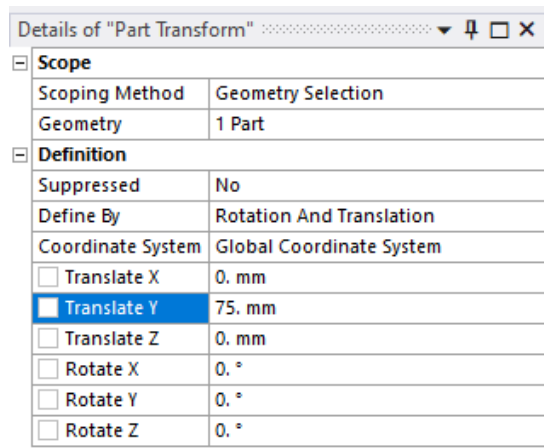 Details of "Part Transform"
Scope
Scoping Method Geometry Selection
Geometry 1 Part
Definition
Suppressed No
Define By Rotation And Translation
Coordinate System Global Coordinate System
Translate X 0. mm
Translate Y 75. mm
Translate Z 0. mm
Rotate X 0. °
Rotate Y 0. °
Rotate Z 0. °